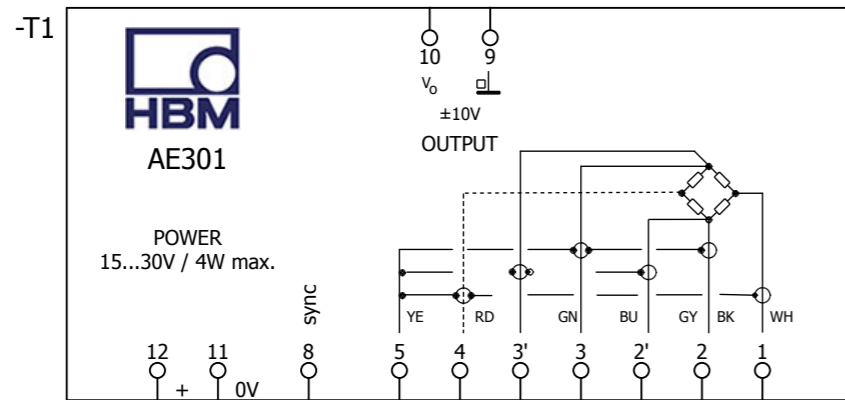 -T1
10 9
Vo
±10V
OUTPUT
HBM
AE301
POWER
15...30V / 4W max.
sync
YE RD GN BU GY BK WH
12 11 8 5 4 3' 3 2' 2 1
+ 0V